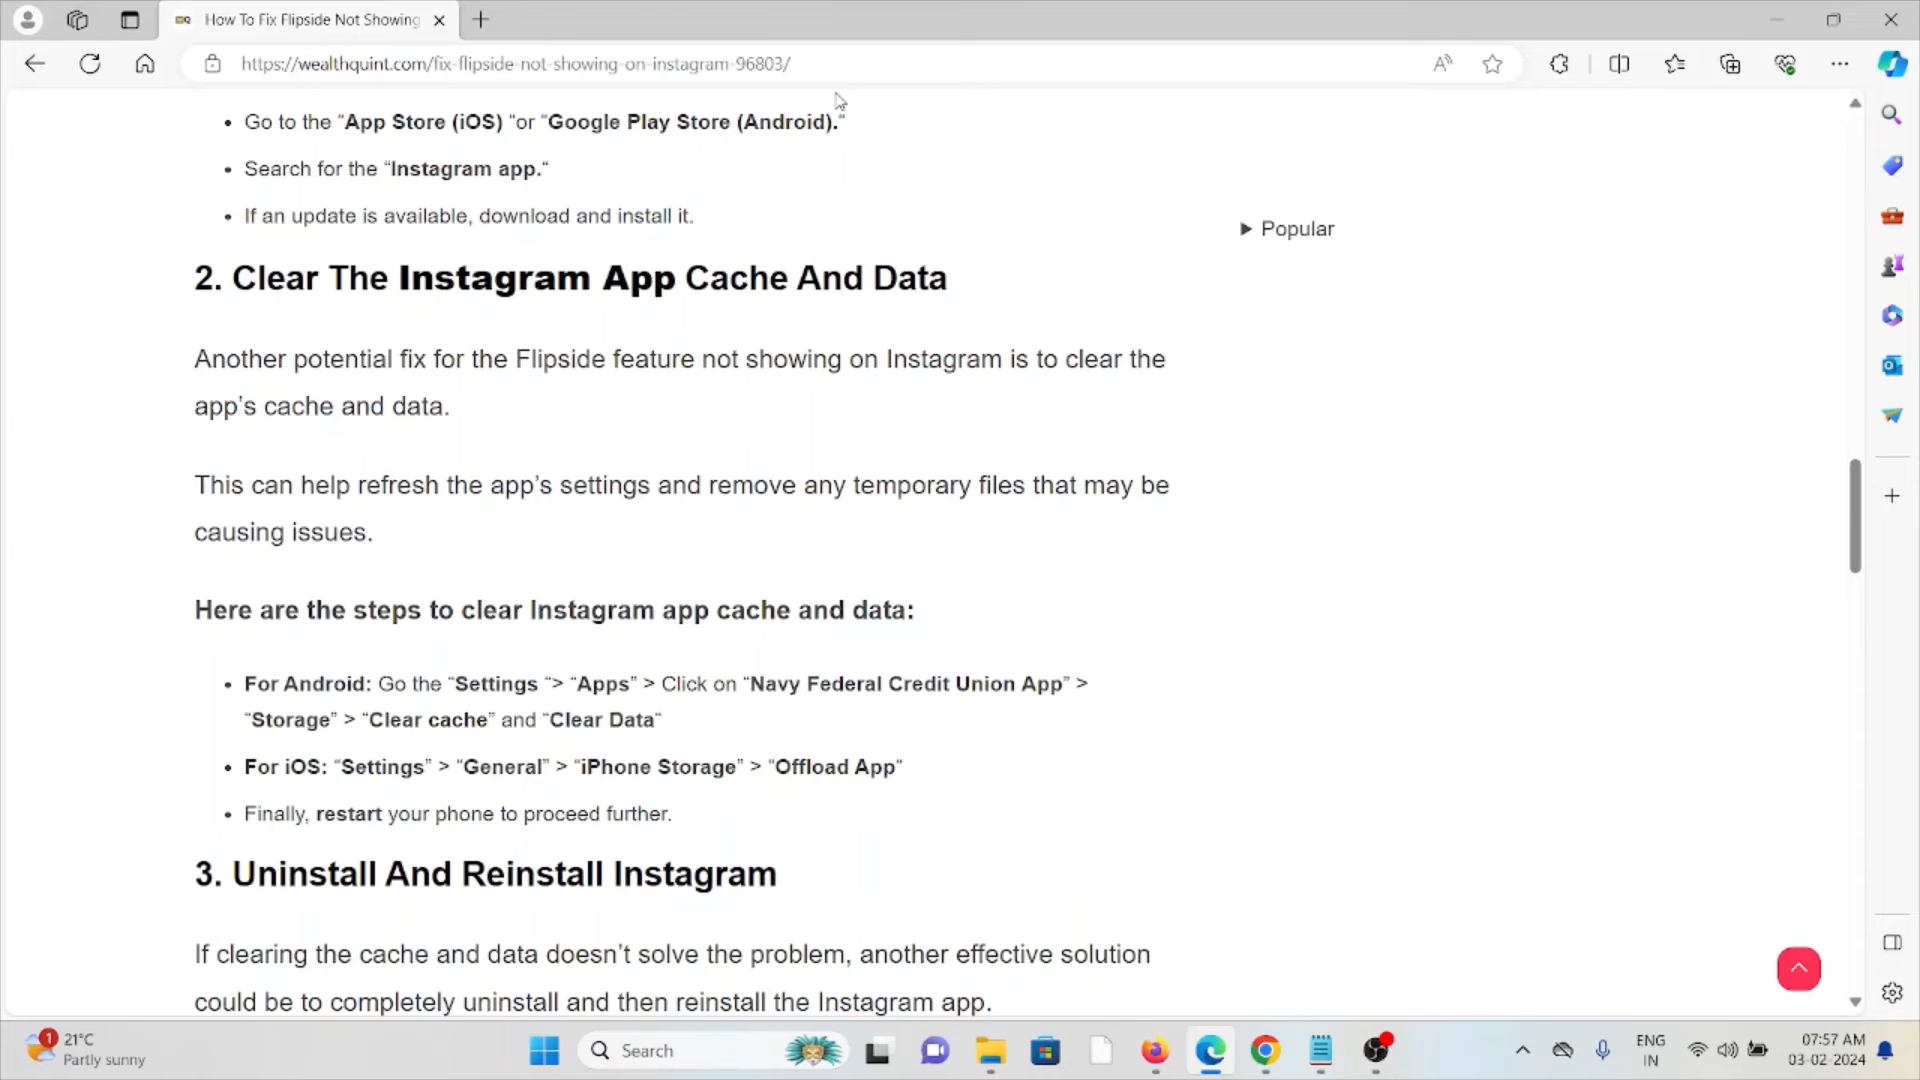 How To Fix Flipside Not Showing
https://wealthquint.com/fix-flipside-not-showing-on-instagram-96803/
• Go to the “App Store (iOS) “or “Google Play Store (Android).“
• Search for the “Instagram app.“
• If an update is available, download and install it.
Popular
2. Clear The Instagram App Cache And Data
Another potential fix for the Flipside feature not showing on Instagram is to clear the
app’s cache and data.
This can help refresh the app’s settings and remove any temporary files that may be
causing issues.
Here are the steps to clear Instagram app cache and data:
• For Android: Go the “Settings “> “Apps” > Click on “Navy Federal Credit Union App” >
“Storage” > “Clear cache” and “Clear Data“
• For iOS: “Settings” > “General” > “iPhone Storage” > “Offload App“
• Finally, restart your phone to proceed further.
3. Uninstall And Reinstall Instagram
If clearing the cache and data doesn’t solve the problem, another effective solution
could be to completely uninstall and then reinstall the Instagram app.
1
21°C
Partly sunny
Search
ENG
IN
07:57 AM
03-02-2024